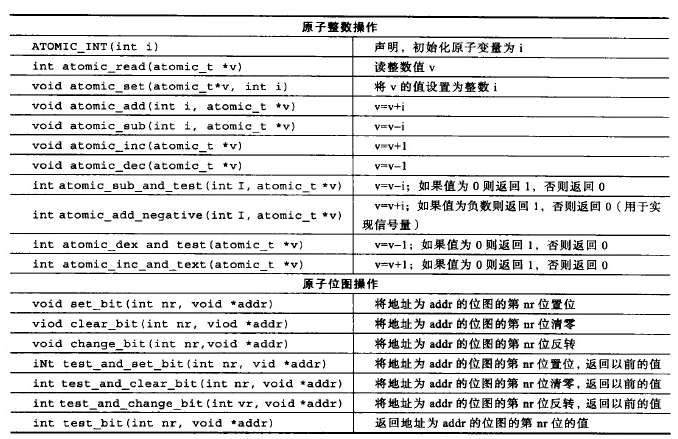 原子整数操作
ATOMIC_INT(int i) 声明，初始化原子变量为 i
int atomic_read(atomic_t *v) 读整数值 v
void atomic_set(atomic_t*v, int i) 将 v 的值设置为整数 i
void atomic_add(int i, atomic_t *v) v=v+i
void atomic_sub(int i, atomic_t *v) v=v−i
void atomic_inc(atomic_t *v) v=v+1
void atomic_dec(atomic_t *v) v=v−1
int atomic_sub_and_test(int I, atomic_t *v) v=v−i；如果值为 0 则返回 1，否则返回 0
int atomic_add_negative(int I, atomic_t *v) v=v+i；如果值为负数则返回 1，否则返回 0（用于实
现信号量）
int atomic_dex and test(atomic_t *v) v=v−1；如果值为 0 则返回 1，否则返回 0
int atomic_inc_and_text(atomic_t *v) v=v+1；如果值为 0 则返回 1，否则返回 0
原子位图操作
void set_bit(int nr, void *addr) 将地址为 addr 的位图的第 nr 位置位
viod clear_bit(int nr, viod *addr) 将地址为 addr 的位图的第 nr 位清零
void change_bit(int nr,void *addr) 将地址为 addr 的位图的第 nr 位反转
iNt test_and_set_bit(int nr, vid *addr) 将地址为 addr 的位图的第 nr 位置位，返回以前的值
int test_and_clear_bit(int nr, void *addr) 将地址为 addr 的位图的第 nr 位清零，返回以前的值
int test_and_change_bit(int vr, void *addr) 将地址为 addr 的位图的第 nr 位反转，返回以前的值
int test_bit(int nr, void *addr) 返回地址为 addr 的位图的第 nr 位的值